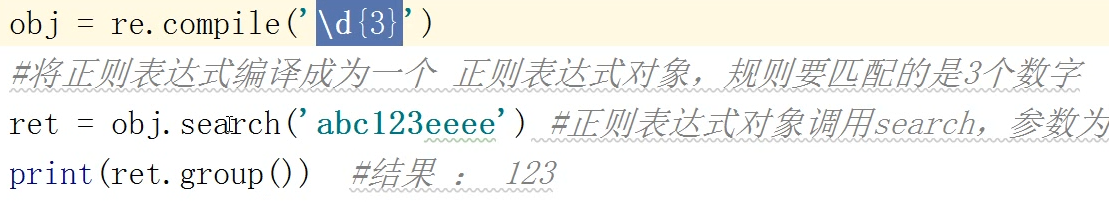 obj = re.compile('\d{3}')
#将正则表达式编译成为一个 正则表达式对象，规则要匹配的是3个数字
ret = obj.search('abc123eeee') #正则表达式对象调用search，参数为
print(ret.group())  #结果 ： 123